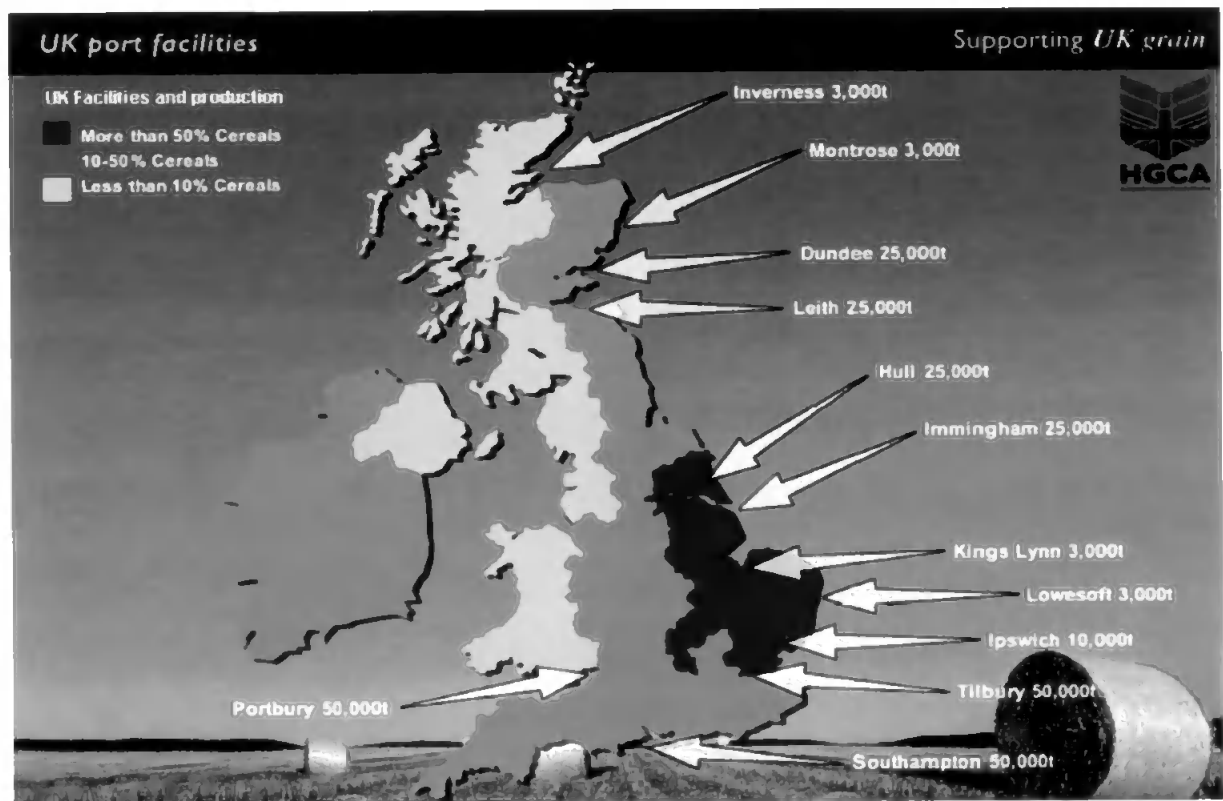 UK port facilities
Supporting UK grain
UK Facilities and production
More than 50% Cereals
10-50% Cereals
Less than 10% Cereals
HGCA
Inverness 3,000t
Montrose 3,000t
Dundee 25,000t
Leith 25,000t
Hull 25,000t
Immingham 25,000t
Kings Lynn 3,000t
Lowesoft 3,000t
Ipswich 10,000t
Tilbury 50,000t
Portbury 50,000t
Southampton 50,000t